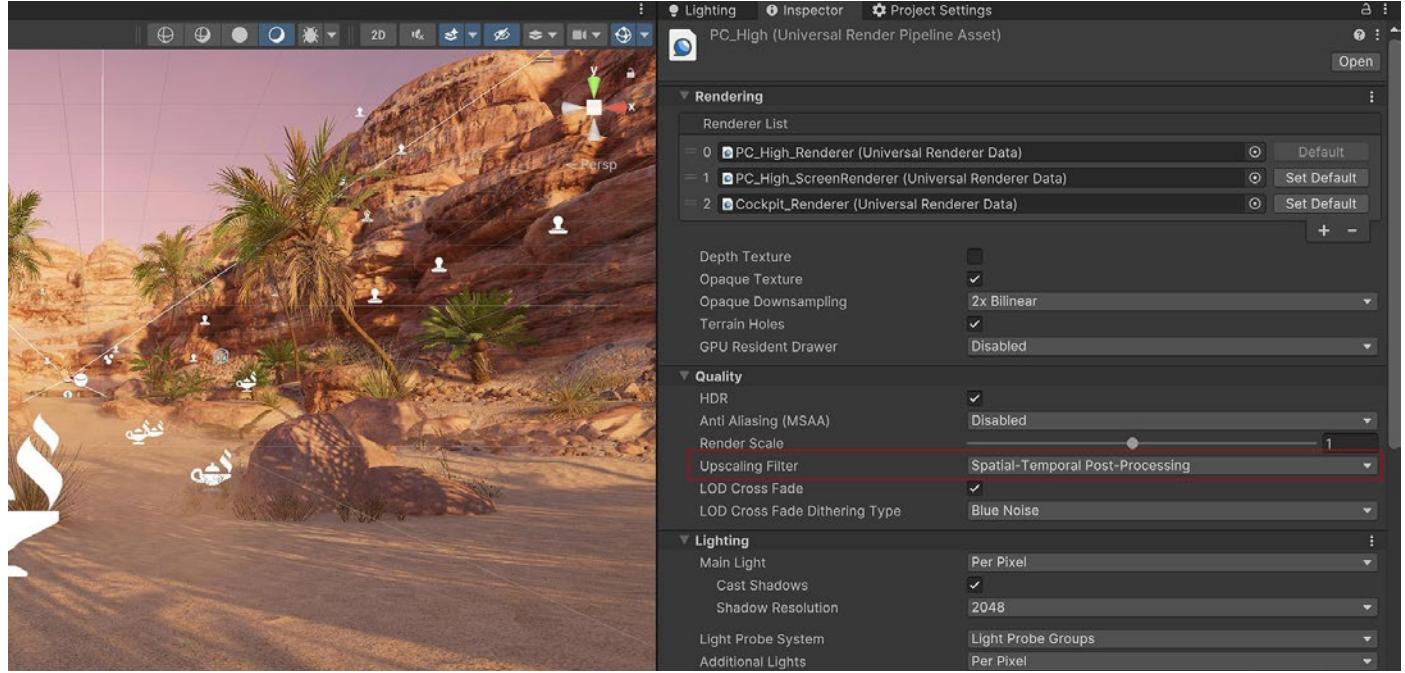 Lighting
Inspector
Project Settings
2D
y
x
Persp
PC_High (Universal Render Pipeline Asset)
Open
Rendering
Renderer List
0 PC_High_Renderer (Universal Renderer Data) Default
1 PC_High_ScreenRenderer (Universal Renderer Data) Set Default
2 Cockpit_Renderer (Universal Renderer Data) Set Default
+ -
Depth Texture
Opaque Texture
Opaque Downsampling 2x Bilinear
Terrain Holes
GPU Resident Drawer Disabled
Quality
HDR
Anti Aliasing (MSAA) Disabled
Render Scale 1
Upscaling Filter Spatial-Temporal Post-Processing
LOD Cross Fade
LOD Cross Fade Dithering Type Blue Noise
Lighting
Main Light Per Pixel
Cast Shadows
Shadow Resolution 2048
Light Probe System Light Probe Groups
Additional Lights Per Pixel